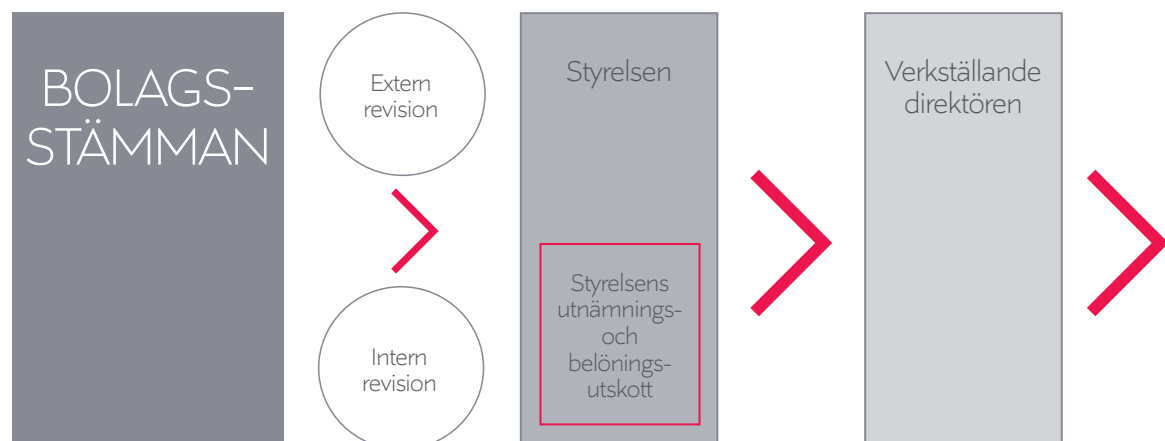 BOLAGS-
STÄMMAN
Extern
revision
Intern
revision
Styrelsen
Styrelsens
utnämnings-
och
belönings-
utskott
Verkställande
direktören